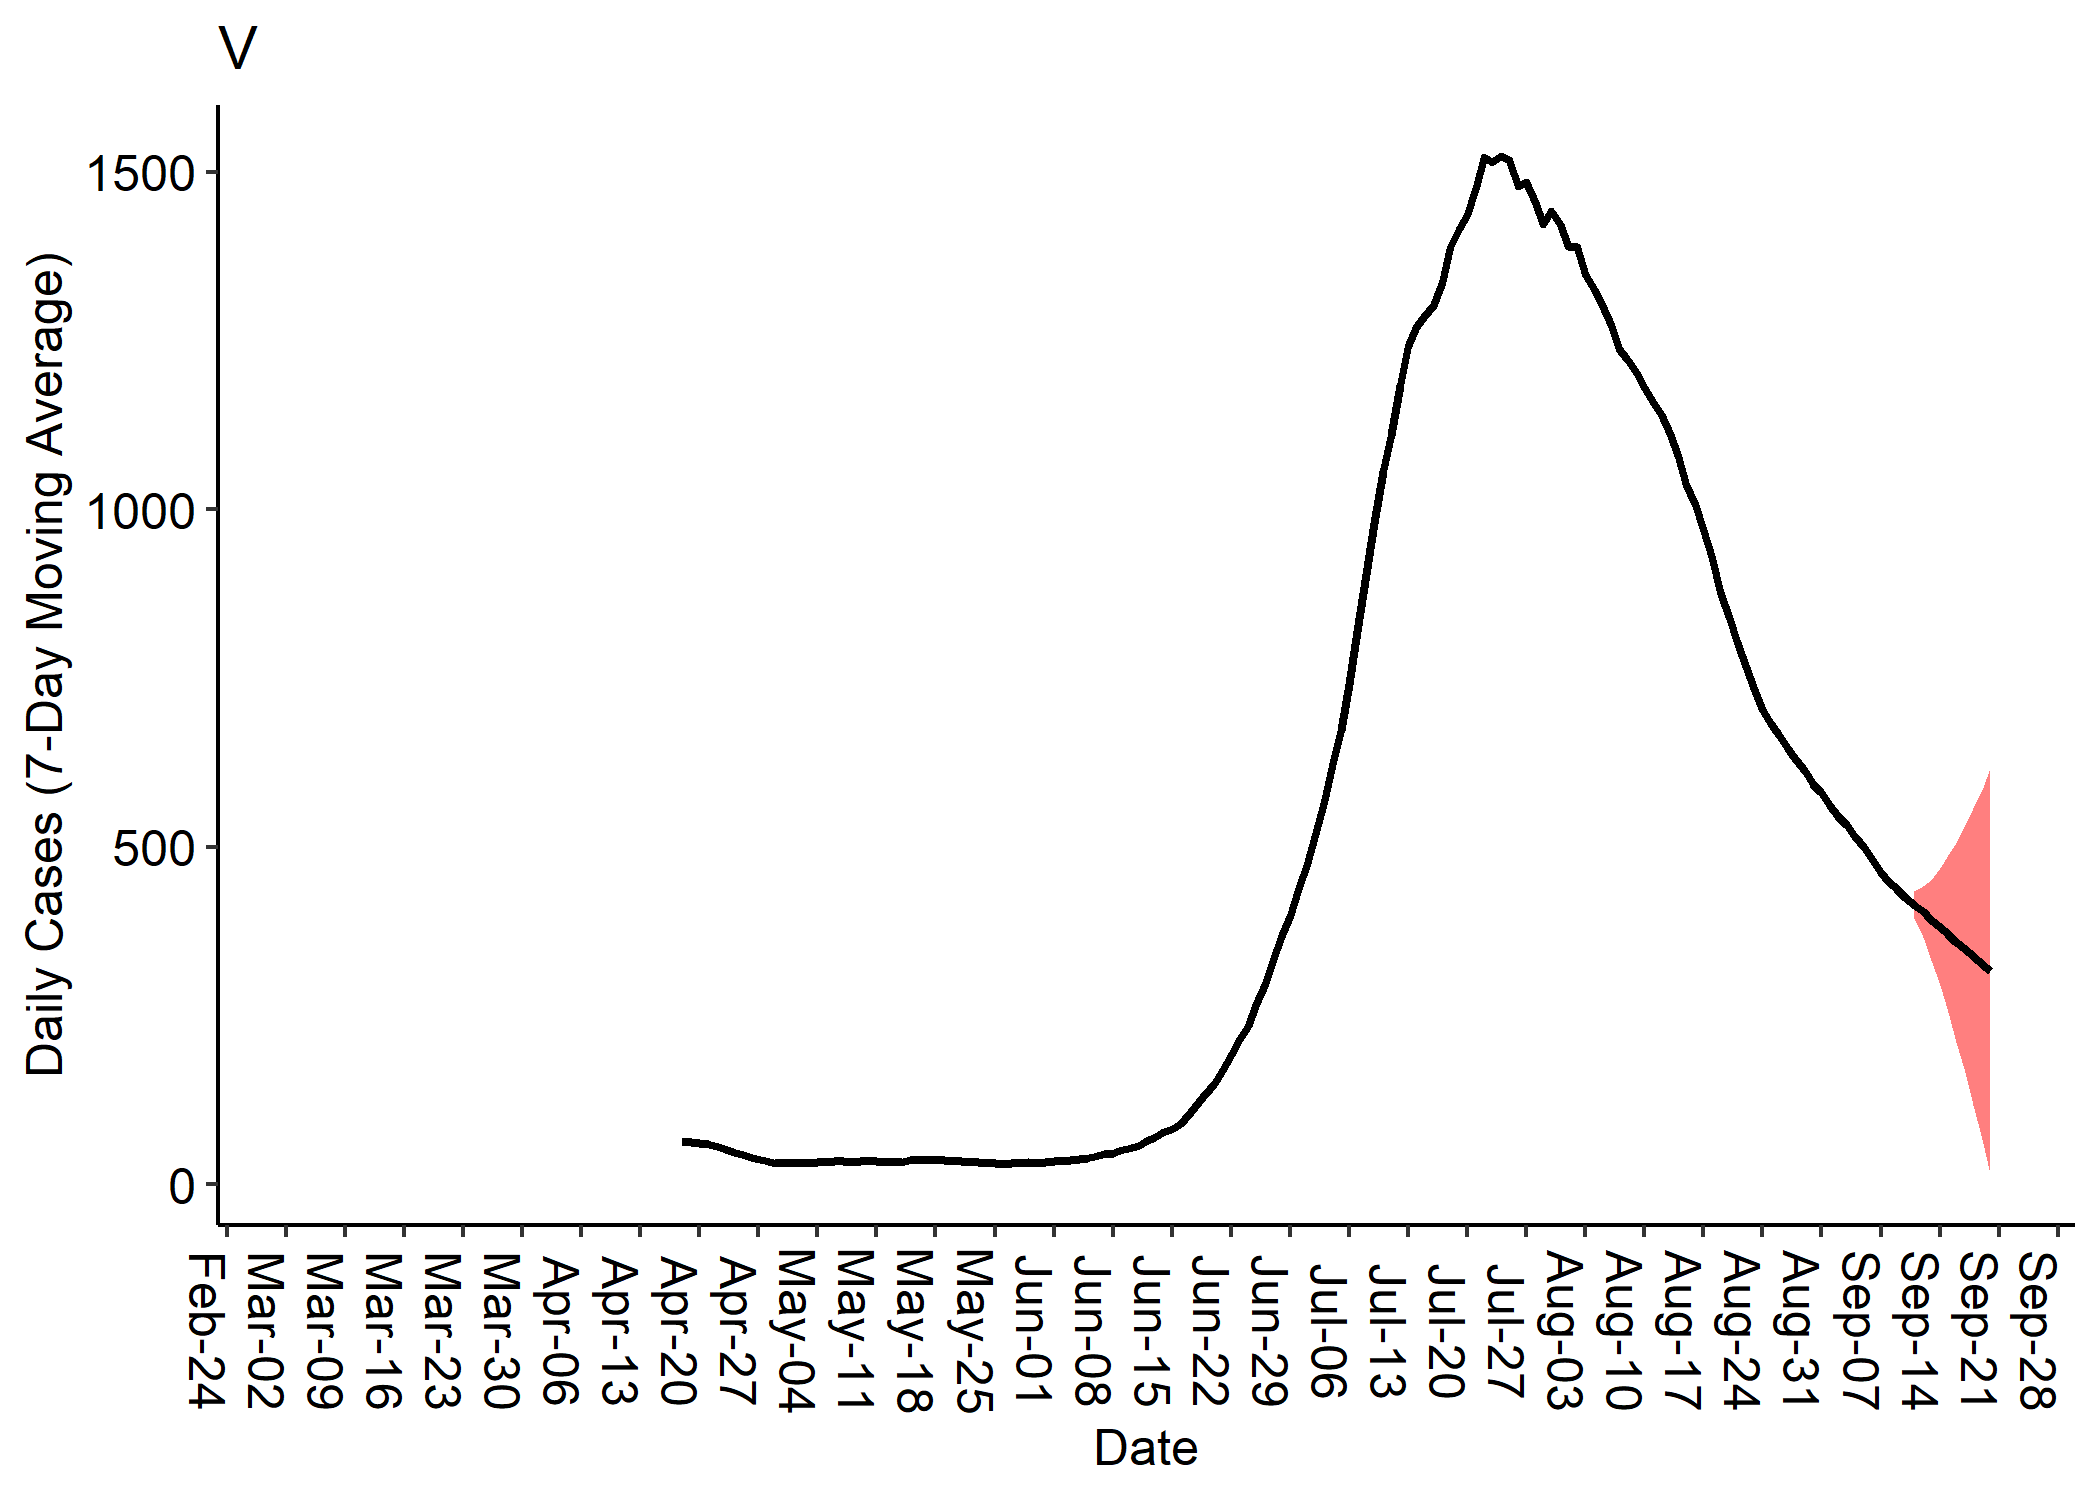 V
Daily Cases (7-Day Moving Average)
1500
1000
500
0
Feb-24
Mar-02
Mar-09
Mar-16
Mar-23
Mar-30
Apr-06
Apr-13
Apr-20
Apr-27
May-04
May-11
May-18
May-25
Jun-01
Jun-08
Jun-15
Jun-22
Jun-29
Jul-06
Jul-13
Jul-20
Jul-27
Aug-03
Aug-10
Aug-17
Aug-24
Aug-31
Sep-07
Sep-14
Sep-21
Sep-28
Date